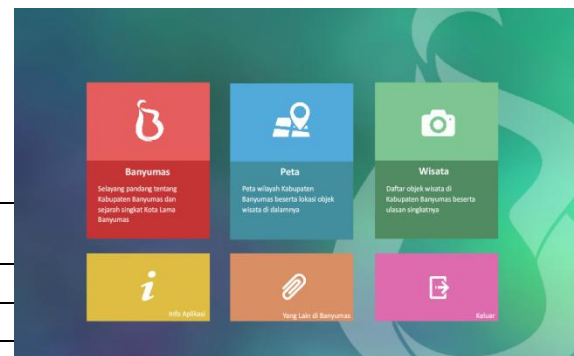 Banyumas
Selayang pandang tentang
Kabupaten Banyumas dan
sejarah singkat Kota Lama
Banyumas
Peta
Peta wilayah Kabupaten
Banyumas beserta lokasi objek
wisata di dalamnya
Wisata
Daftar objek wisata di
Kabupaten Banyumas beserta
ulasan singkatnya
Info Aplikasi
Yang Lain di Banyumas
Keluar